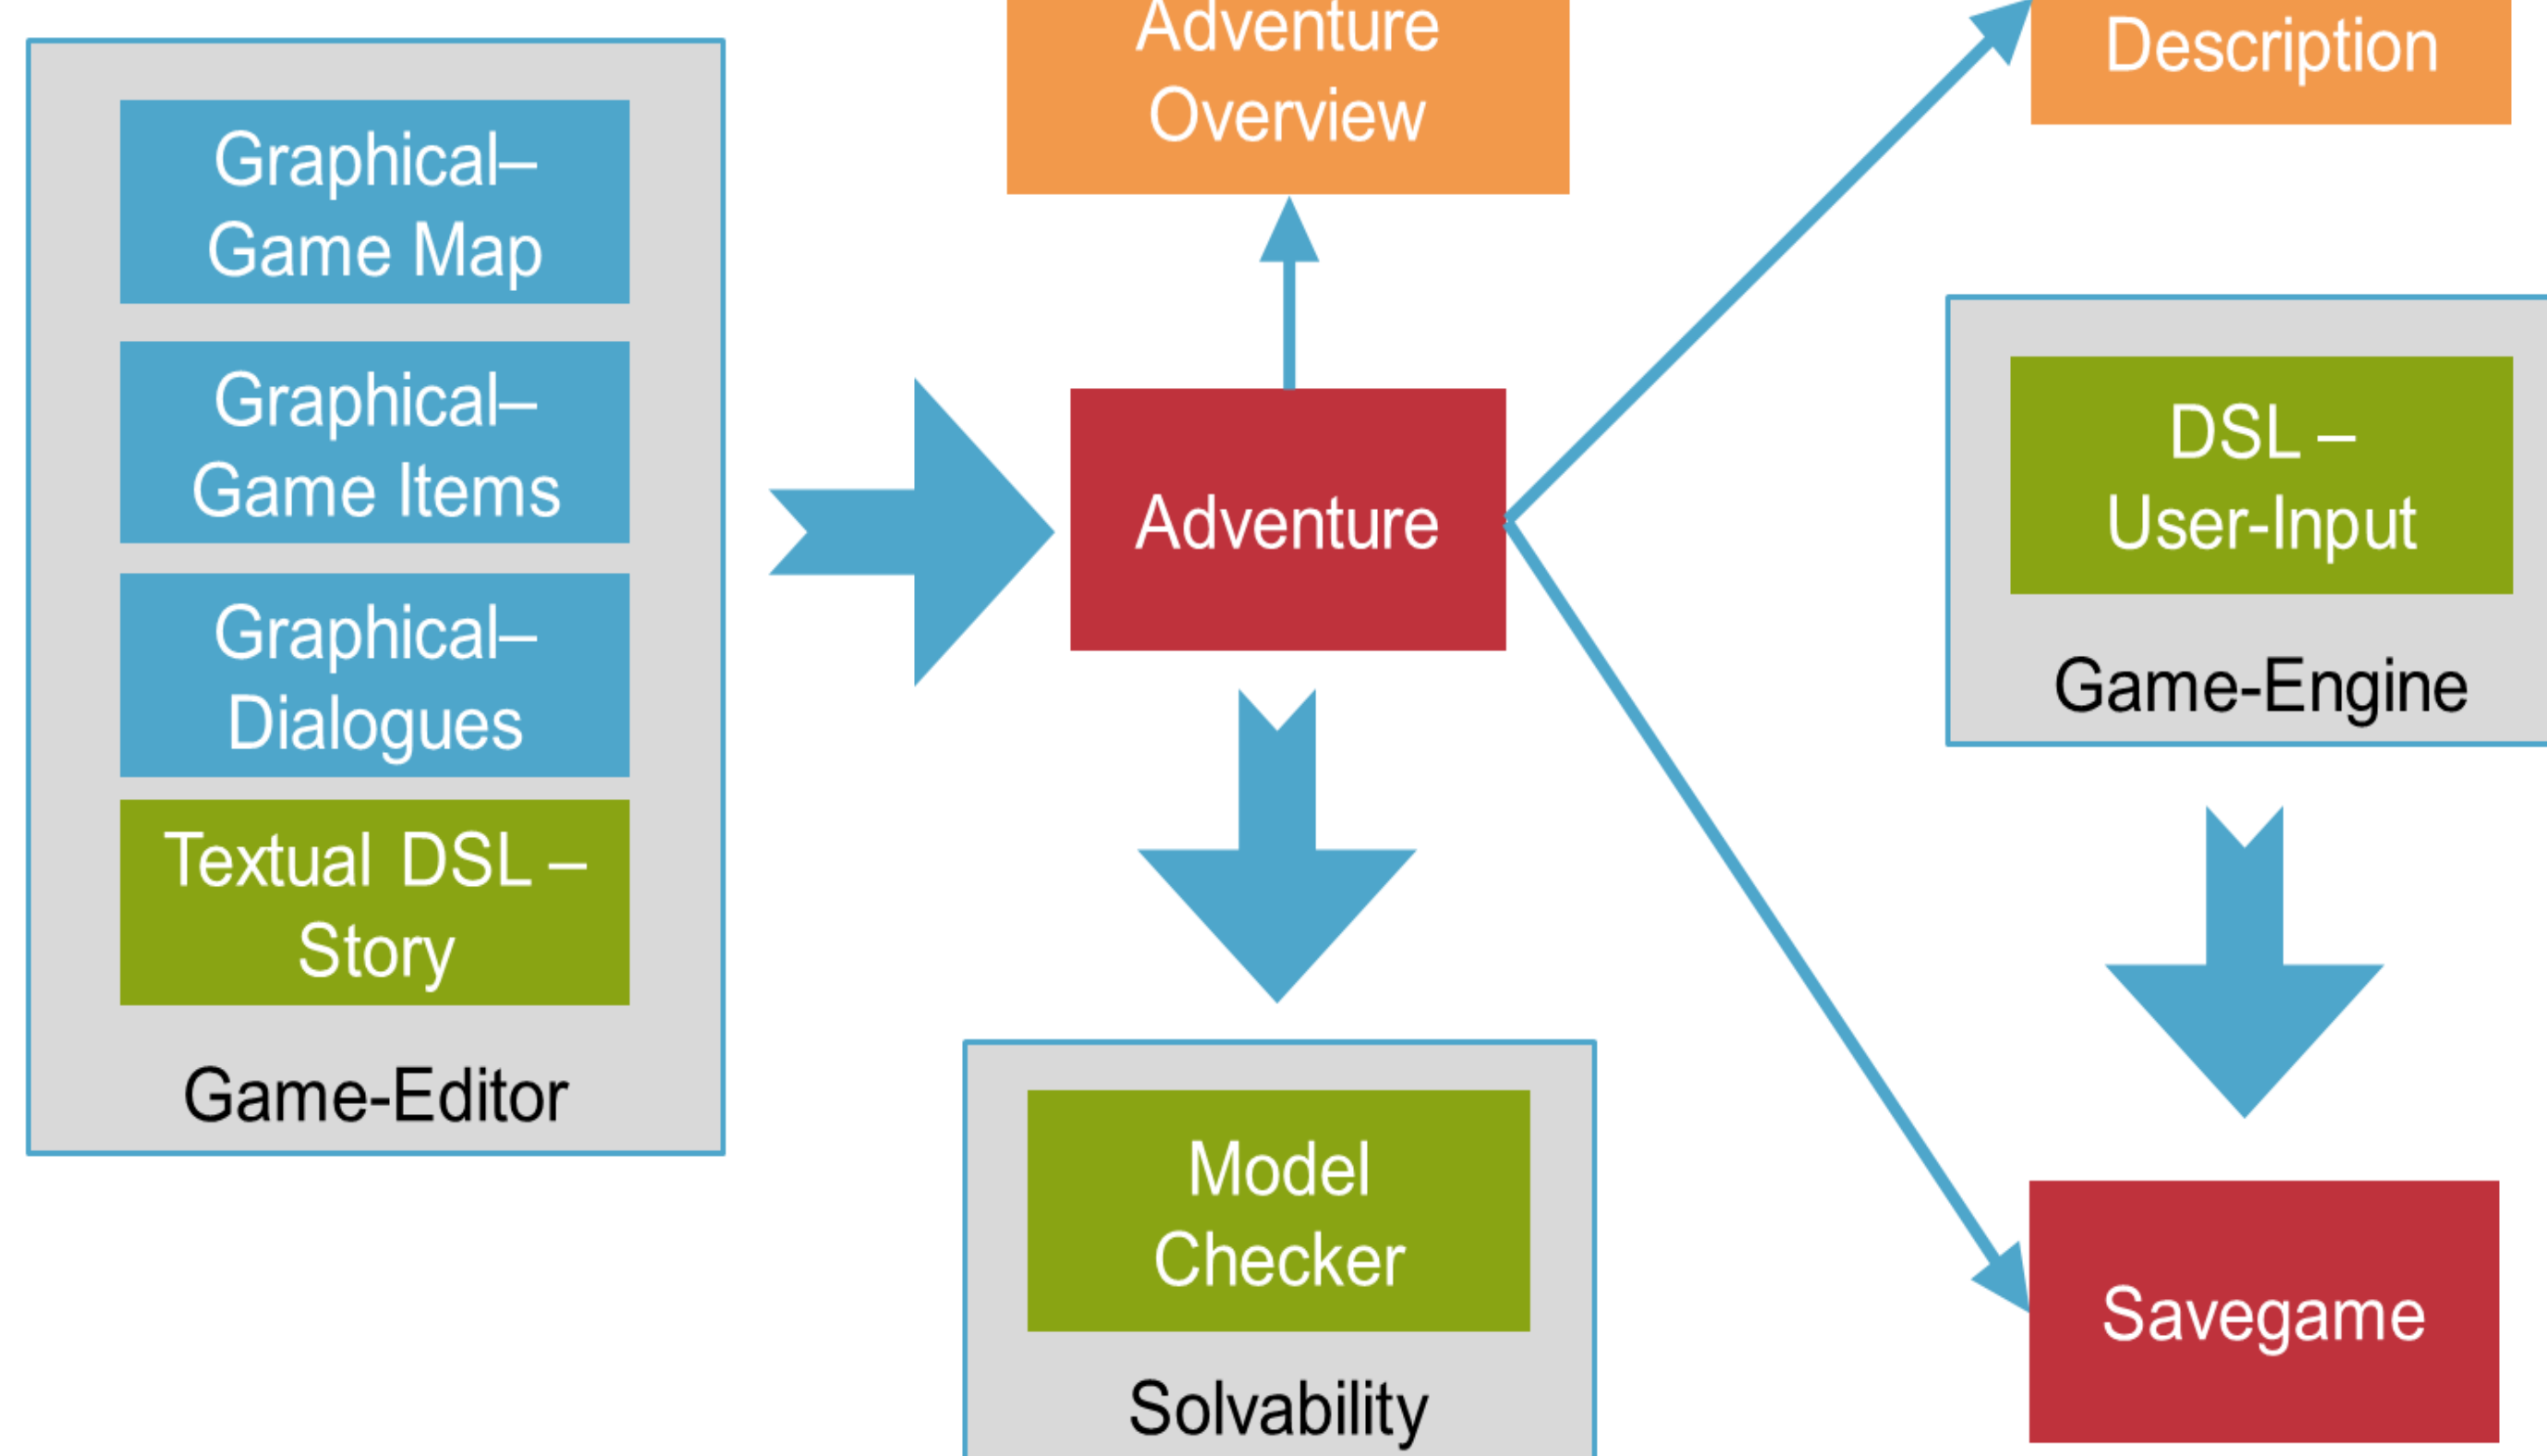 Graphical–
Game Map
Graphical–
Game Items
Graphical–
Dialogues
Textual DSL –
Story
Game-Editor
Adventure
Overview
Adventure
Model
Checker
Solvability
Description
DSL –
User-Input
Game-Engine
Savegame